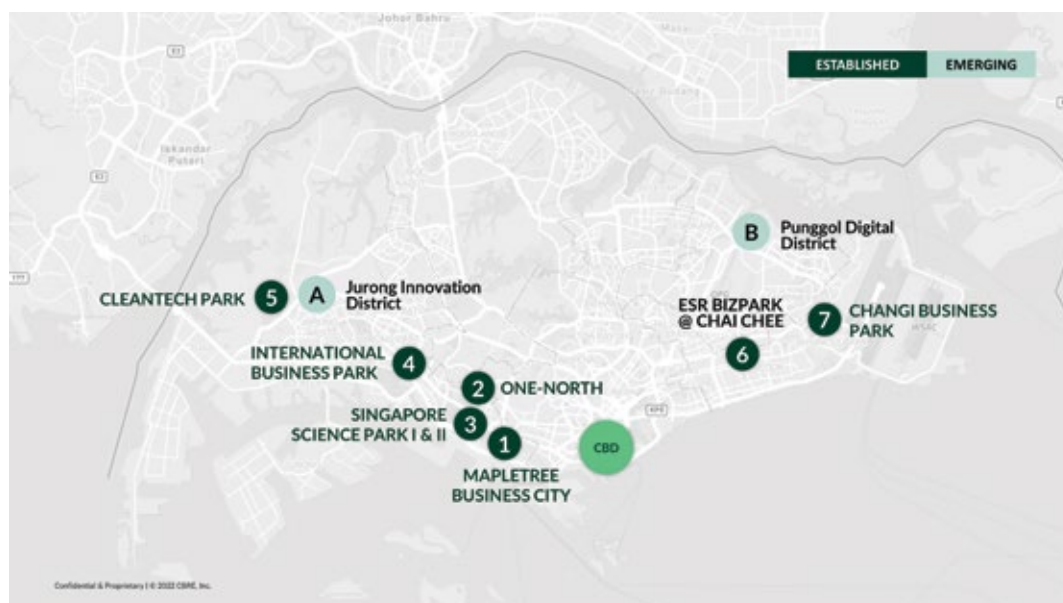 Johor Bahru
ESTABLISHED
EMERGING
Iskandar
Puteri
B
Punggol Digital
District
CLEANTECH PARK
5
A
Jurong Innovation
District
ESR BIZPARK
@ CHAI CHEE
6
7
CHANGI BUSINESS
PARK
INTERNATIONAL
BUSINESS PARK
4
2
ONE-NORTH
SINGAPORE
SCIENCE PARK I & II
3
1
MAPLETREE
BUSINESS CITY
CBD
Confidential & Proprietary | © 2022 CBRE, Inc.